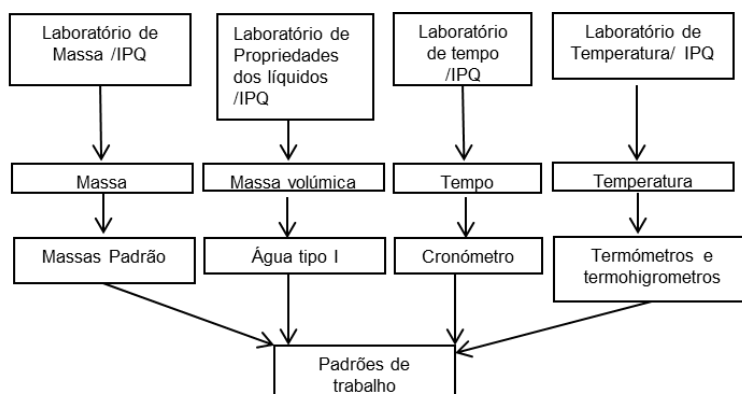 Laboratório de
Massa /IPQ
Laboratório de
Propriedades
dos líquidos
/IPQ
Laboratório
de tempo
/IPQ
Laboratório de
Temperatura/ IPQ
Massa
Massa volúmica
Tempo
Temperatura
Massas Padrão
Água tipo I
Cronómetro
Termómetros e
termohigrometros
Padrões de
trabalho